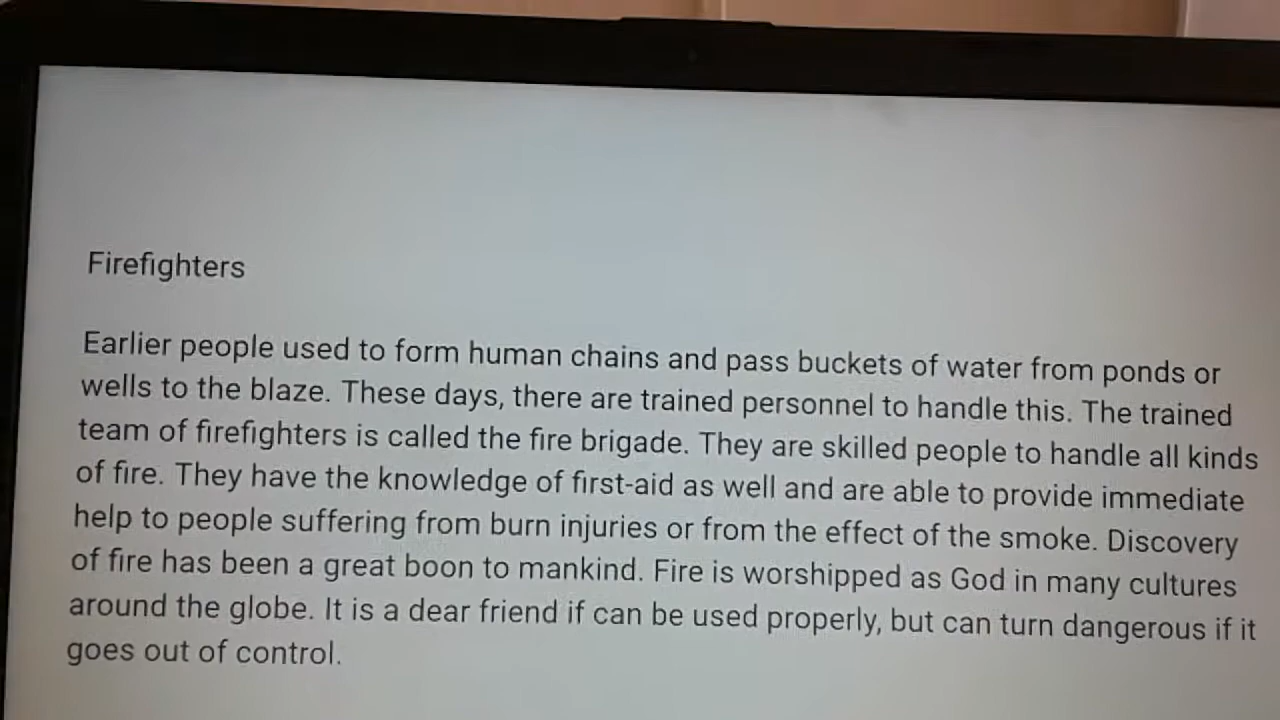 Firefighters
Earlier people used to form human chains and pass buckets of water from ponds or
wells to the blaze. These days, there are trained personnel to handle this. The trained
team of firefighters is called the fire brigade. They are skilled people to handle all kinds
of fire. They have the knowledge of first-aid as well and are able to provide immediate
help to people suffering from burn injuries or from the effect of the smoke. Discovery
of fire has been a great boon to mankind. Fire is worshipped as God in many cultures
around the globe. It is a dear friend if can be used properly, but can turn dangerous if it
goes out of control.